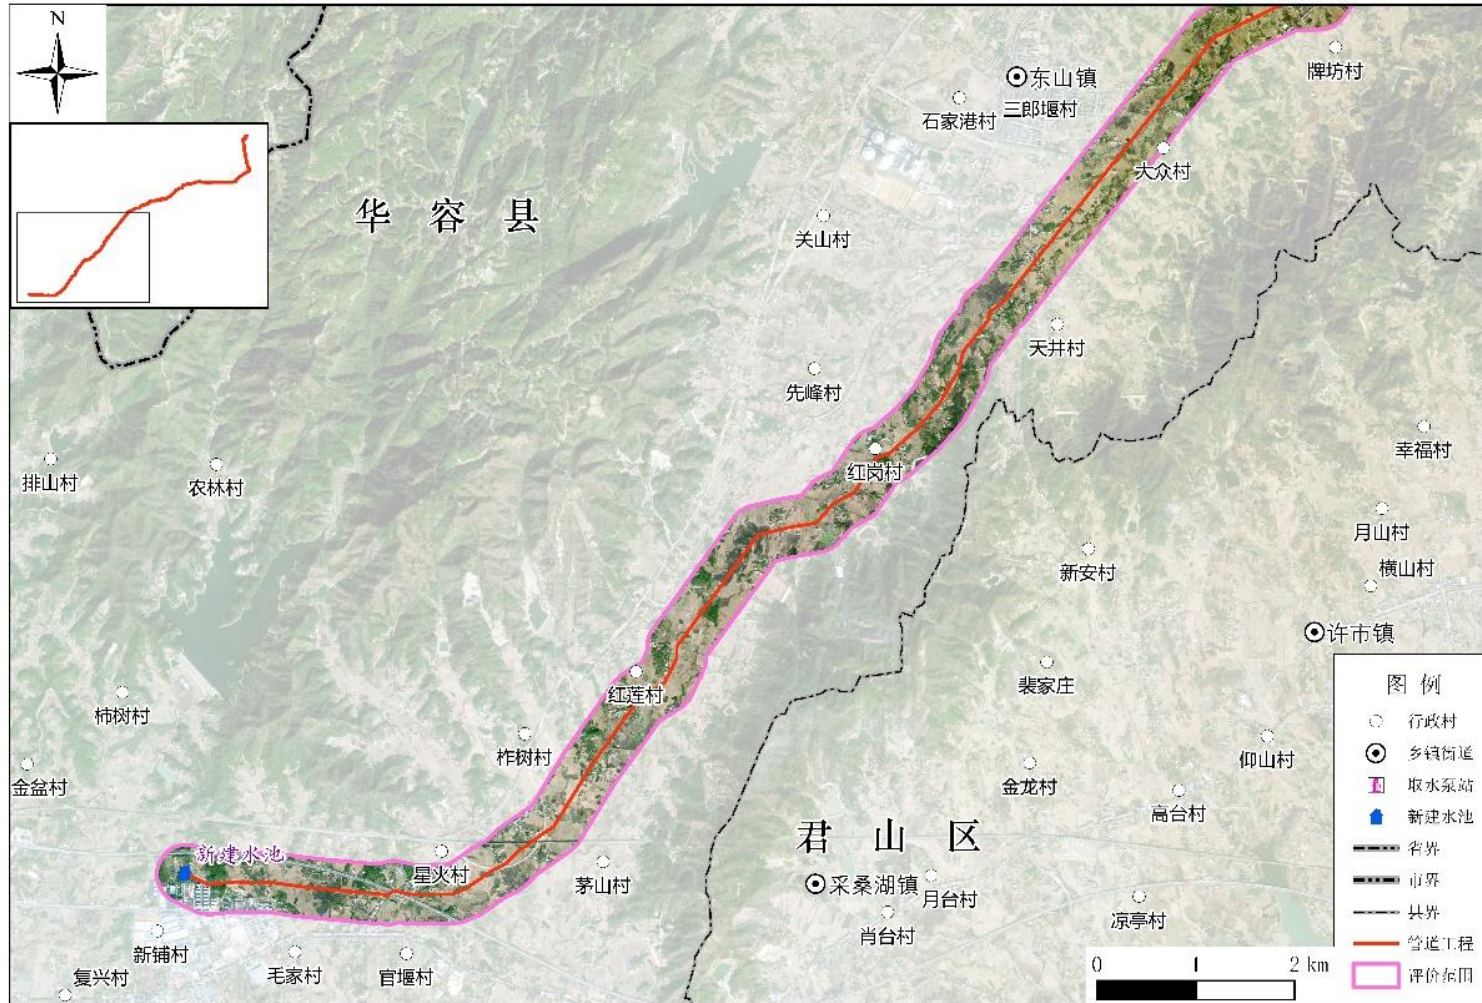 N
东山镇
牌坊村
石家港村
三郎堰村
大众村
华容县
关山村
天井村
先峰村
幸福村
红岗村
排山村
农林村
月山村
新安村
横山村
许市镇
裴家庄
红莲村
柿树村
柞树村
仰山村
金盆村
金龙村
高台村
君山区
新建水池
星火村
茅山村
采桑湖镇
月台村
凉亭村
肖台村
新铺村
毛家村
官堰村
复兴村
图例
行政村
乡镇街道
取水泵站
新建水池
省界
市界
县界
管道工程
评价范围
0 1 2 km